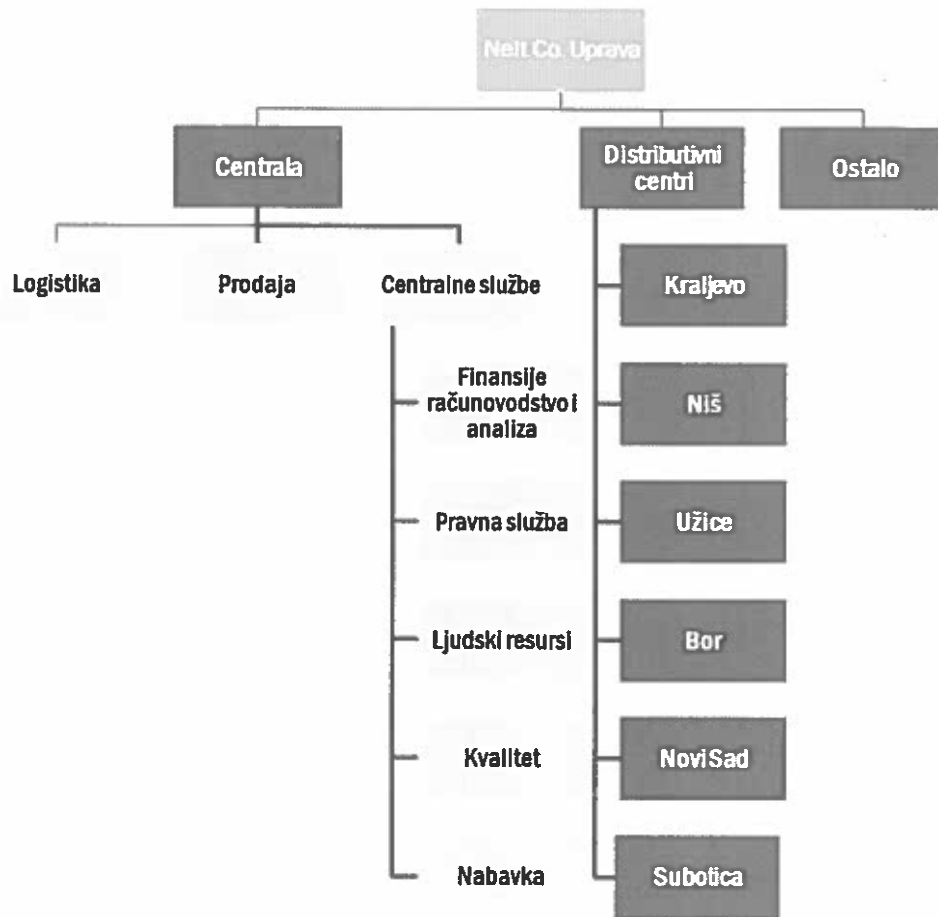 Nelt Co. Uprava
Centrala
Distributivni
centri
Ostalo
Logistika
Prodaja
Centralne službe
Kraljevo
Finansije
računovodstvo i
analiza
Niš
Pravna služba
Užice
Ljudski resursi
Bor
Kvalitet
Novi Sad
Nabavka
Subotica